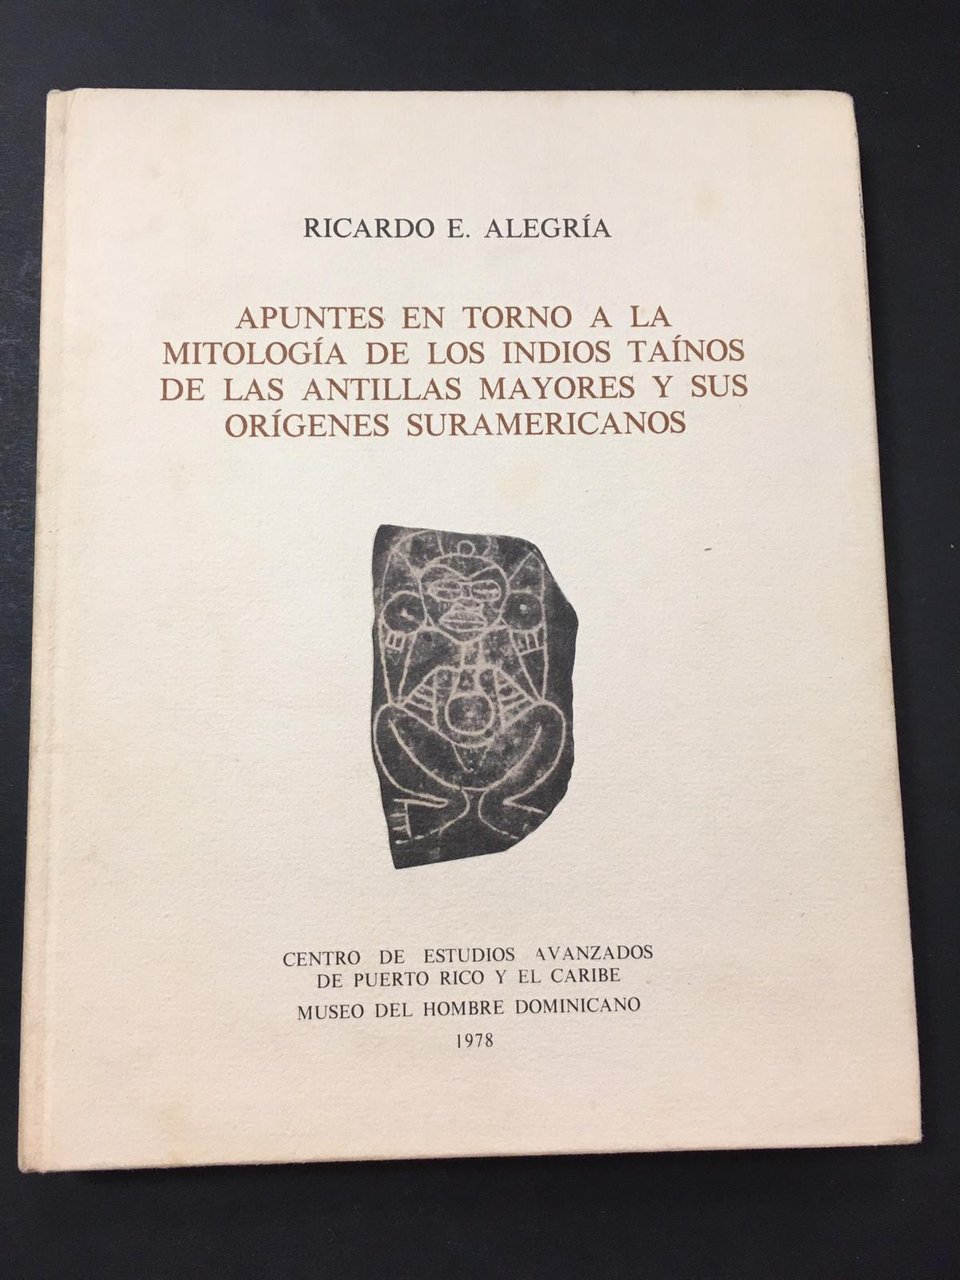 RICARDO E. ALEGRÍA
APUNTES EN TORNO A LA
MITOLOGÍA DE LOS INDIOS TAÍNOS
DE LAS ANTILLAS MAYORES Y SUS
ORÍGENES SURAMERICANOS
CENTRO DE ESTUDIOS AVANZADOS
DE PUERTO RICO Y EL CARIBE
MUSEO DEL HOMBRE DOMINICANO
1978